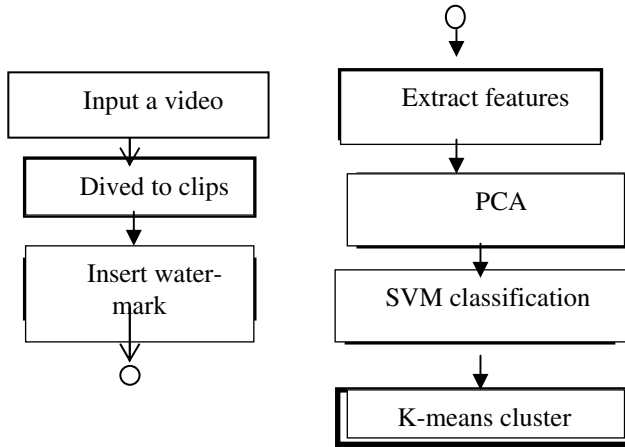 Input a video
Dived to clips
Insert water-
mark
Extract features
PCA
SVM classification
K-means cluster